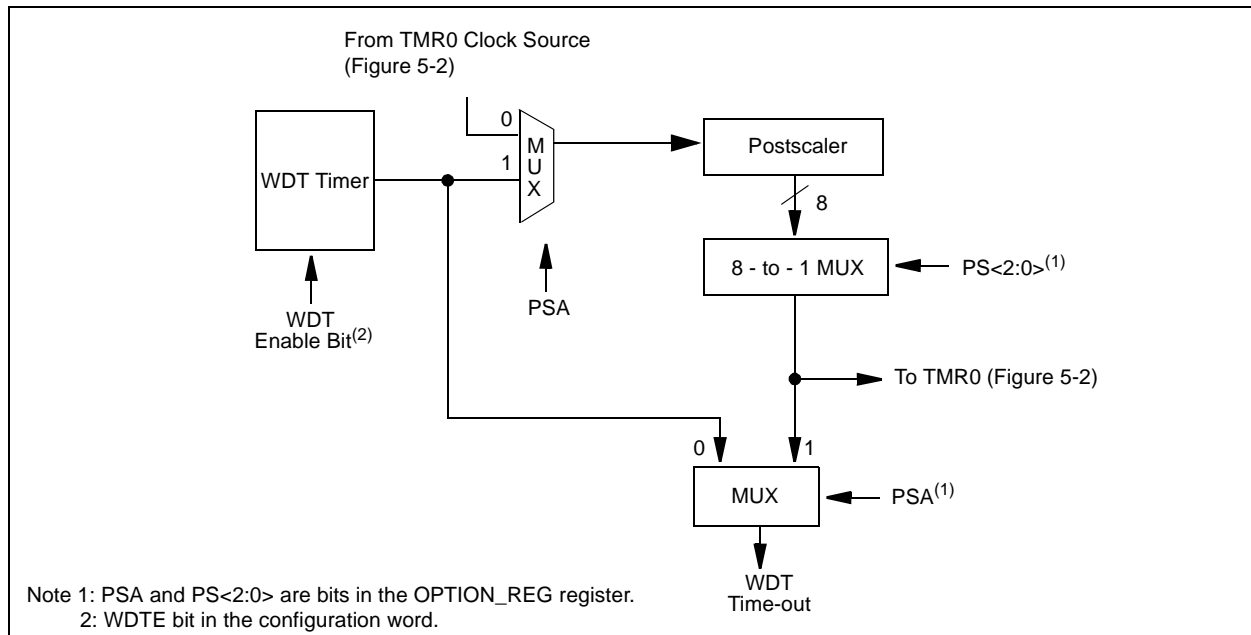 From TMR0 Clock Source
(Figure 5-2)
0
1
M
U
X
WDT Timer
Postscaler
8
8 - to - 1 MUX
PS<2:0>(1)
PSA
WDT
Enable Bit(2)
To TMR0 (Figure 5-2)
0
1
MUX
PSA(1)
WDT
Time-out
Note 1: PSA and PS<2:0> are bits in the OPTION_REG register.
2: WDTE bit in the configuration word.